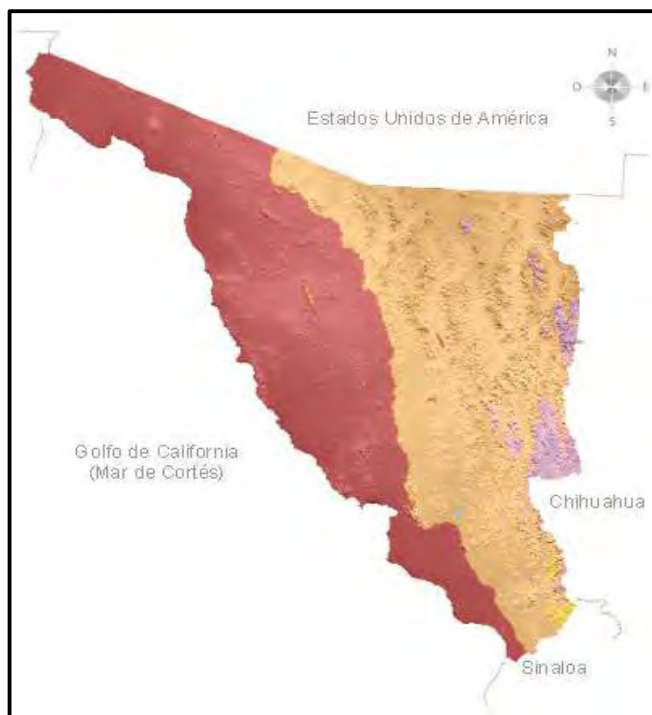 N
O E
S
Estados Unidos de América
Golfo de California
(Mar de Cortés)
Chihuahua
Sinaloa